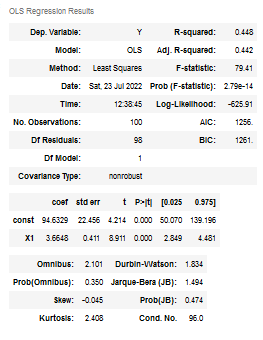 OLS Regression Results
Dep. Variable: Y R-squared: 0.448
Model: OLS Adj. R-squared: 0.442
Method: Least Squares F-statistic: 79.41
Date: Sat, 23 Jul 2022 Prob (F-statistic): 2.79e-14
Time: 12:38:45 Log-Likelihood: -625.91
No. Observations: 100 AIC: 1256.
Df Residuals: 98 BIC: 1261.
Df Model: 1
Covariance Type: nonrobust
coef std err t P>|t| [0.025 0.975]
const 94.6329 22.456 4.214 0.000 50.070 139.196
X1 3.6648 0.411 8.911 0.000 2.849 4.481
Omnibus: 2.101 Durbin-Watson: 1.834
Prob(Omnibus): 0.350 Jarque-Bera (JB): 1.494
Skew: -0.045 Prob(JB): 0.474
Kurtosis: 2.408 Cond. No. 96.0